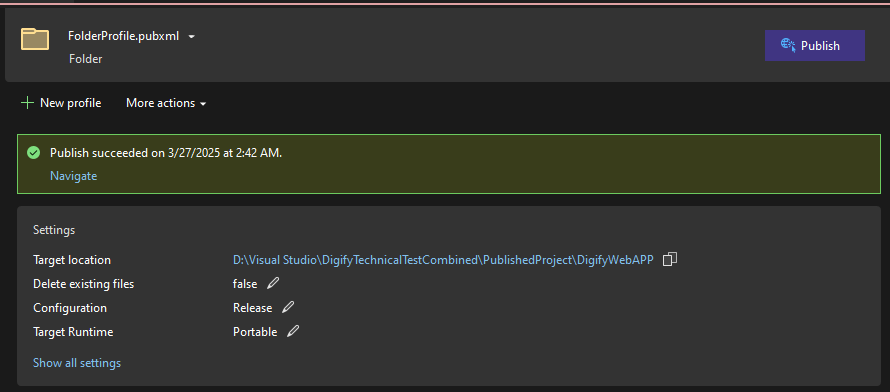 FolderProfile.pubxml
Folder
Publish
New profile
More actions
Publish succeeded on 3/27/2025 at 2:42 AM.
Navigate
Settings
Target location D:\Visual Studio\DigifyTechnicalTestCombined\PublishedProject\DigifyWebAPP
Delete existing files false
Configuration Release
Target Runtime Portable
Show all settings